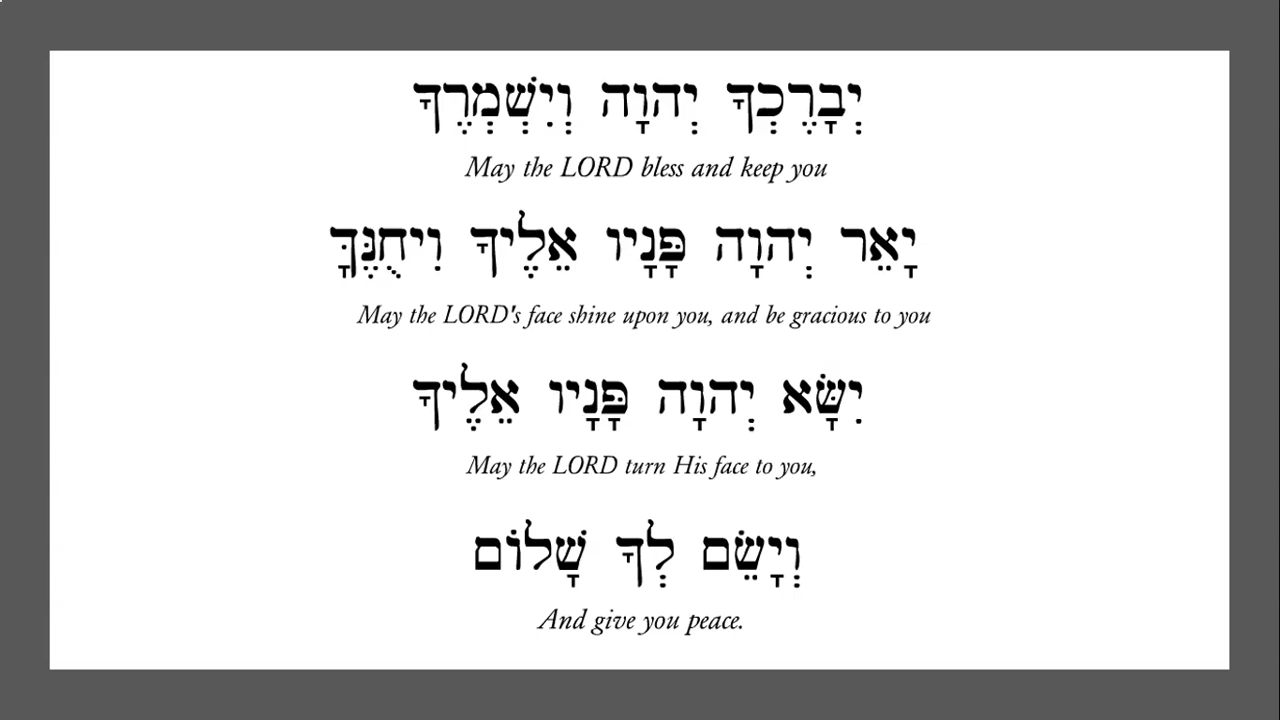 יְבָרֶכְךָ יְהוָה וְיִשְׁמְרֶךָ
May the LORD bless and keep you
יָאֵר יְהוָה פָּנָיו אֵלֶיךָ וִיחֻנֶּךָּ
May the LORD's face shine upon you, and be gracious to you
יִשָּׂא יְהוָה פָּנָיו אֵלֶיךָ
May the LORD turn His face to you,
וְיָשֵׂם לְךָ שָׁלוֹם
And give you peace.